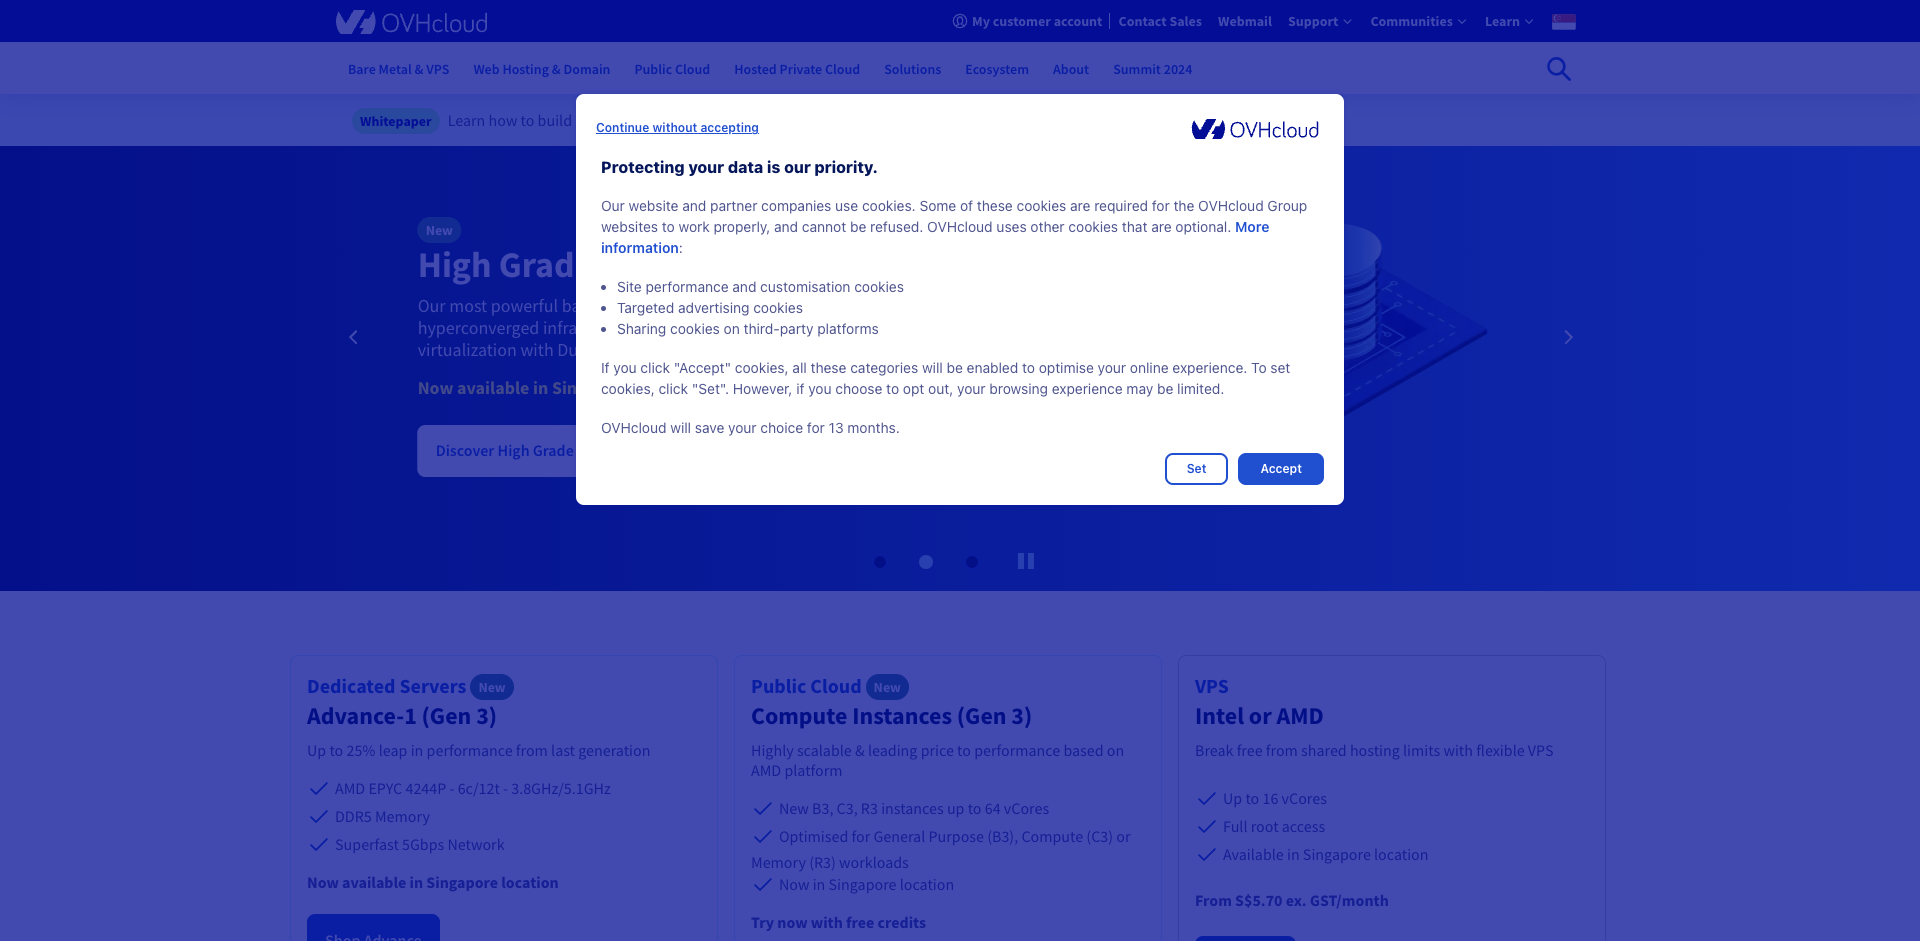 OVHcloud
My customer account
Contact Sales
Webmail
Support
Communities
Learn
Bare Metal & VPS
Web Hosting & Domain
Public Cloud
Hosted Private Cloud
Solutions
Ecosystem
About
Summit 2024
Whitepaper
Learn how to build
Continue without accepting
OVHcloud
Protecting your data is our priority.
Our website and partner companies use cookies. Some of these cookies are required for the OVHcloud Group
websites to work properly, and cannot be refused. OVHcloud uses other cookies that are optional. More
information:
Site performance and customisation cookies
Targeted advertising cookies
Sharing cookies on third-party platforms
If you click "Accept" cookies, all these categories will be enabled to optimise your online experience. To set
cookies, click "Set". However, if you choose to opt out, your browsing experience may be limited.
OVHcloud will save your choice for 13 months.
Set
Accept
New
High Grad
Our most powerful ba
hyperconverged infra
virtualization with Du
Now available in Sin
Discover High Grade
Dedicated Servers New
Advance-1 (Gen 3)
Up to 25% leap in performance from last generation
AMD EPYC 4244P - 6c/12t - 3.8GHz/5.1GHz
DDR5 Memory
Superfast 5Gbps Network
Now available in Singapore location
Shop Advance
Public Cloud New
Compute Instances (Gen 3)
Highly scalable & leading price to performance based on
AMD platform
New B3, C3, R3 instances up to 64 vCores
Optimised for General Purpose (B3), Compute (C3) or
Memory (R3) workloads
Now in Singapore location
Try now with free credits
VPS
Intel or AMD
Break free from shared hosting limits with flexible VPS
Up to 16 vCores
Full root access
Available in Singapore location
From S$5.70 ex. GST/month